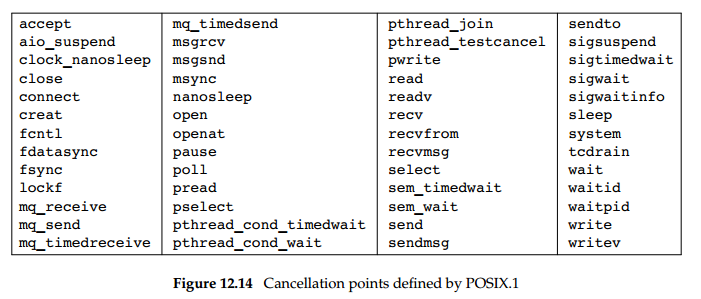 accept mq_timedsend pthread_join sendto
aio_suspend msgrcv pthread_testcancel sigsuspend
clock_nanosleep msgsnd pwrite sigtimedwait
close msync read sigwait
connect nanosleep readv sigwaitinfo
creat open recv sleep
fcntl openat recvfrom system
fdatasync pause recvmsg tcdrain
fsync poll select wait
lockf pread sem_timedwait waitid
mq_receive pselect sem_wait waitpid
mq_send pthread_cond_timedwait send write
mq_timedreceive pthread_cond_wait sendmsg writev
Figure 12.14 Cancellation points defined by POSIX.1